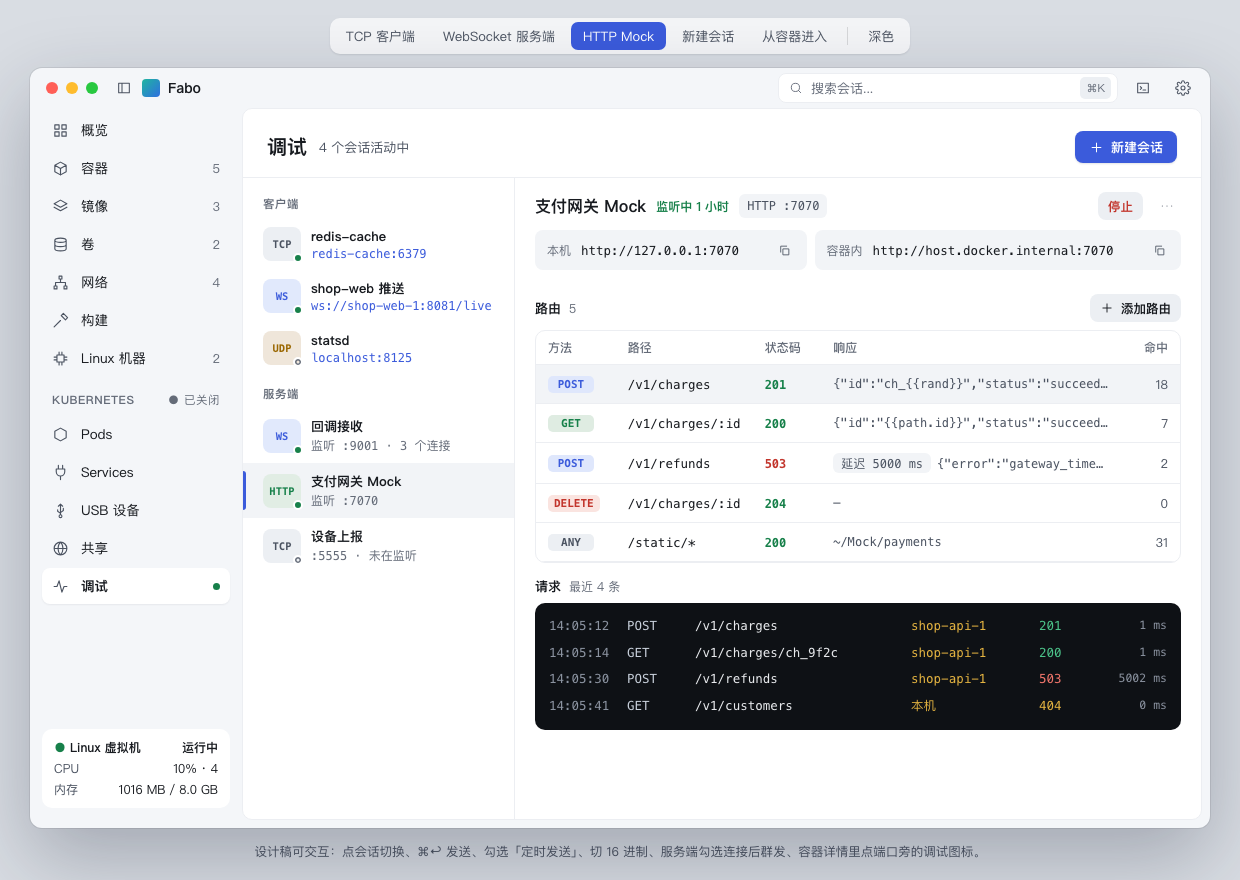 TCP 客户端 WebSocket 服务端 HTTP Mock 新建会话 从容器进入 深色
Fabo 搜索会话... ⌘K
概览
容器 5
镜像 3
卷 2
网络 4
构建
Linux 机器 2
KUBERNETES 已关闭
Pods
Services
USB 设备
共享
调试
Linux 虚拟机 运行中
CPU 10% · 4
内存 1016 MB / 8.0 GB
调试 4 个会话活动中 + 新建会话
客户端
TCP redis-cache
redis-cache:6379
WS shop-web 推送
ws://shop-web-1:8081/live
UDP statsd
localhost:8125
服务端
WS 回调接收
监听 :9001 · 3 个连接
HTTP 支付网关 Mock
监听 :7070
TCP 设备上报
:5555 · 未在监听
支付网关 Mock 监听中 1 小时 HTTP :7070 停止 ···
本机 http://127.0.0.1:7070 容器内 http://host.docker.internal:7070
路由 5 + 添加路由
方法 路径 状态码 响应 命中
POST /v1/charges 201 {"id":"ch_{{rand}}","status":"succeed… 18
GET /v1/charges/:id 200 {"id":"{{path.id}}","status":"succeed… 7
POST /v1/refunds 503 延迟 5000 ms {"error":"gateway_time… 2
DELETE /v1/charges/:id 204 — 0
ANY /static/* 200 ~/Mock/payments 31
请求 最近 4 条
14:05:12 POST /v1/charges shop-api-1 201 1 ms
14:05:14 GET /v1/charges/ch_9f2c shop-api-1 200 1 ms
14:05:30 POST /v1/refunds shop-api-1 503 5002 ms
14:05:41 GET /v1/customers 本机 404 0 ms
设计稿可交互：点会话切换、⌘↩ 发送、勾选「定时发送」、切 16 进制、服务端勾选连接后群发、容器详情里点端口旁的调试图标。